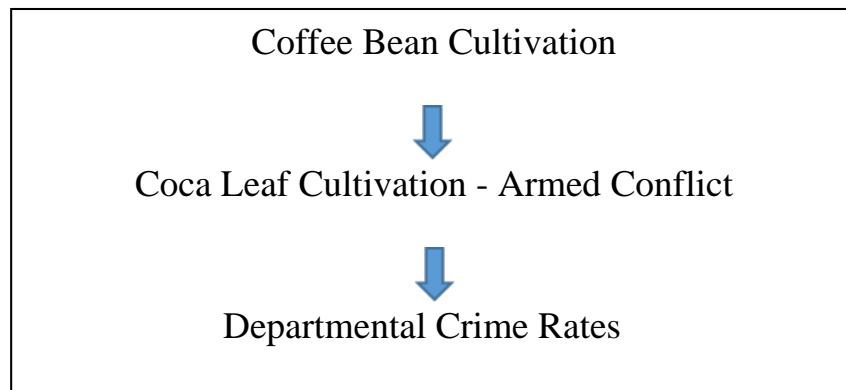 Coffee Bean Cultivation
Coca Leaf Cultivation - Armed Conflict
Departmental Crime Rates